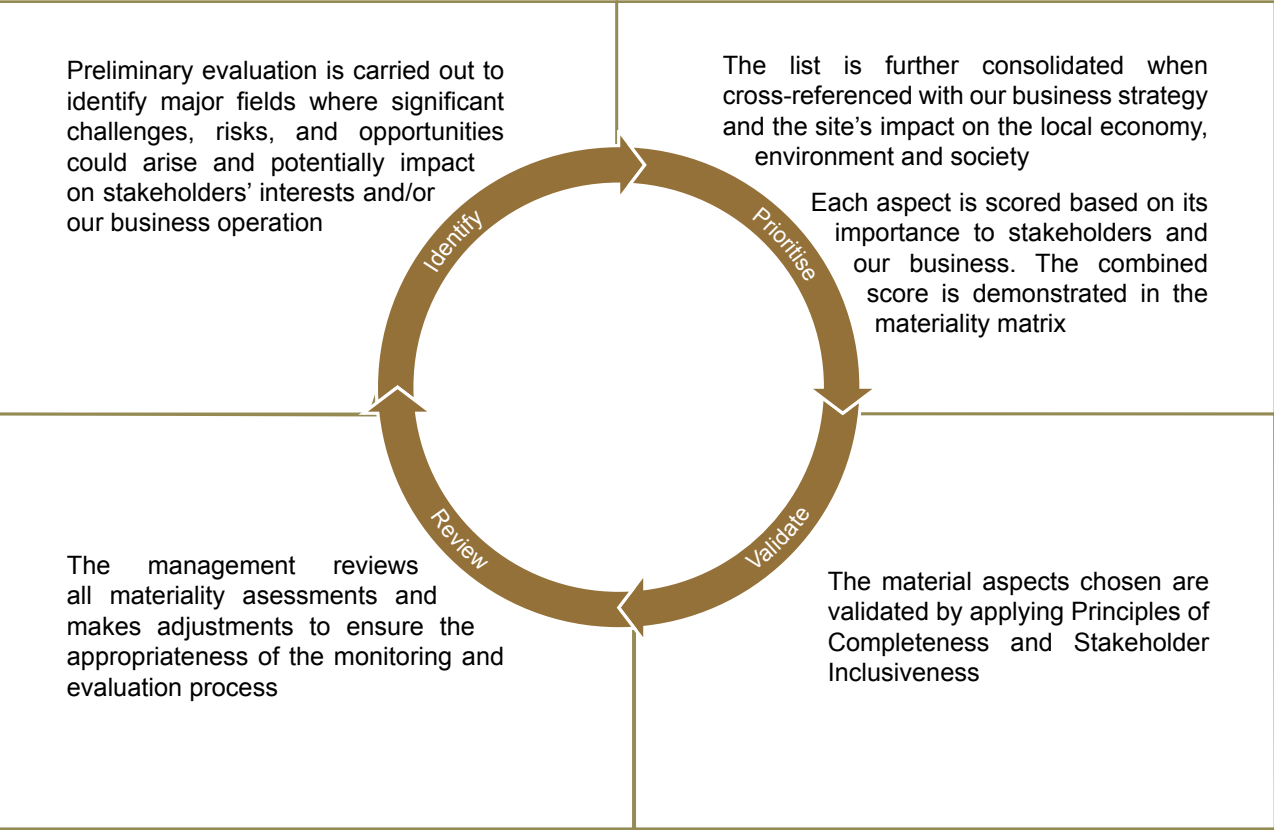 Preliminary evaluation is carried out to
identify major fields where significant
challenges, risks, and opportunities
could arise and potentially impact
on stakeholders’ interests and/or
our business operation
Identify
The list is further consolidated when
cross-referenced with our business strategy
and the site’s impact on the local economy,
environment and society
Each aspect is scored based on its
importance to stakeholders and
our business. The combined
score is demonstrated in the
materiality matrix
Prioritise
Validate
The material aspects chosen are
validated by applying Principles of
Completeness and Stakeholder
Inclusiveness
Review
The management reviews
all materiality asessments and
makes adjustments to ensure the
appropriateness of the monitoring and
evaluation process